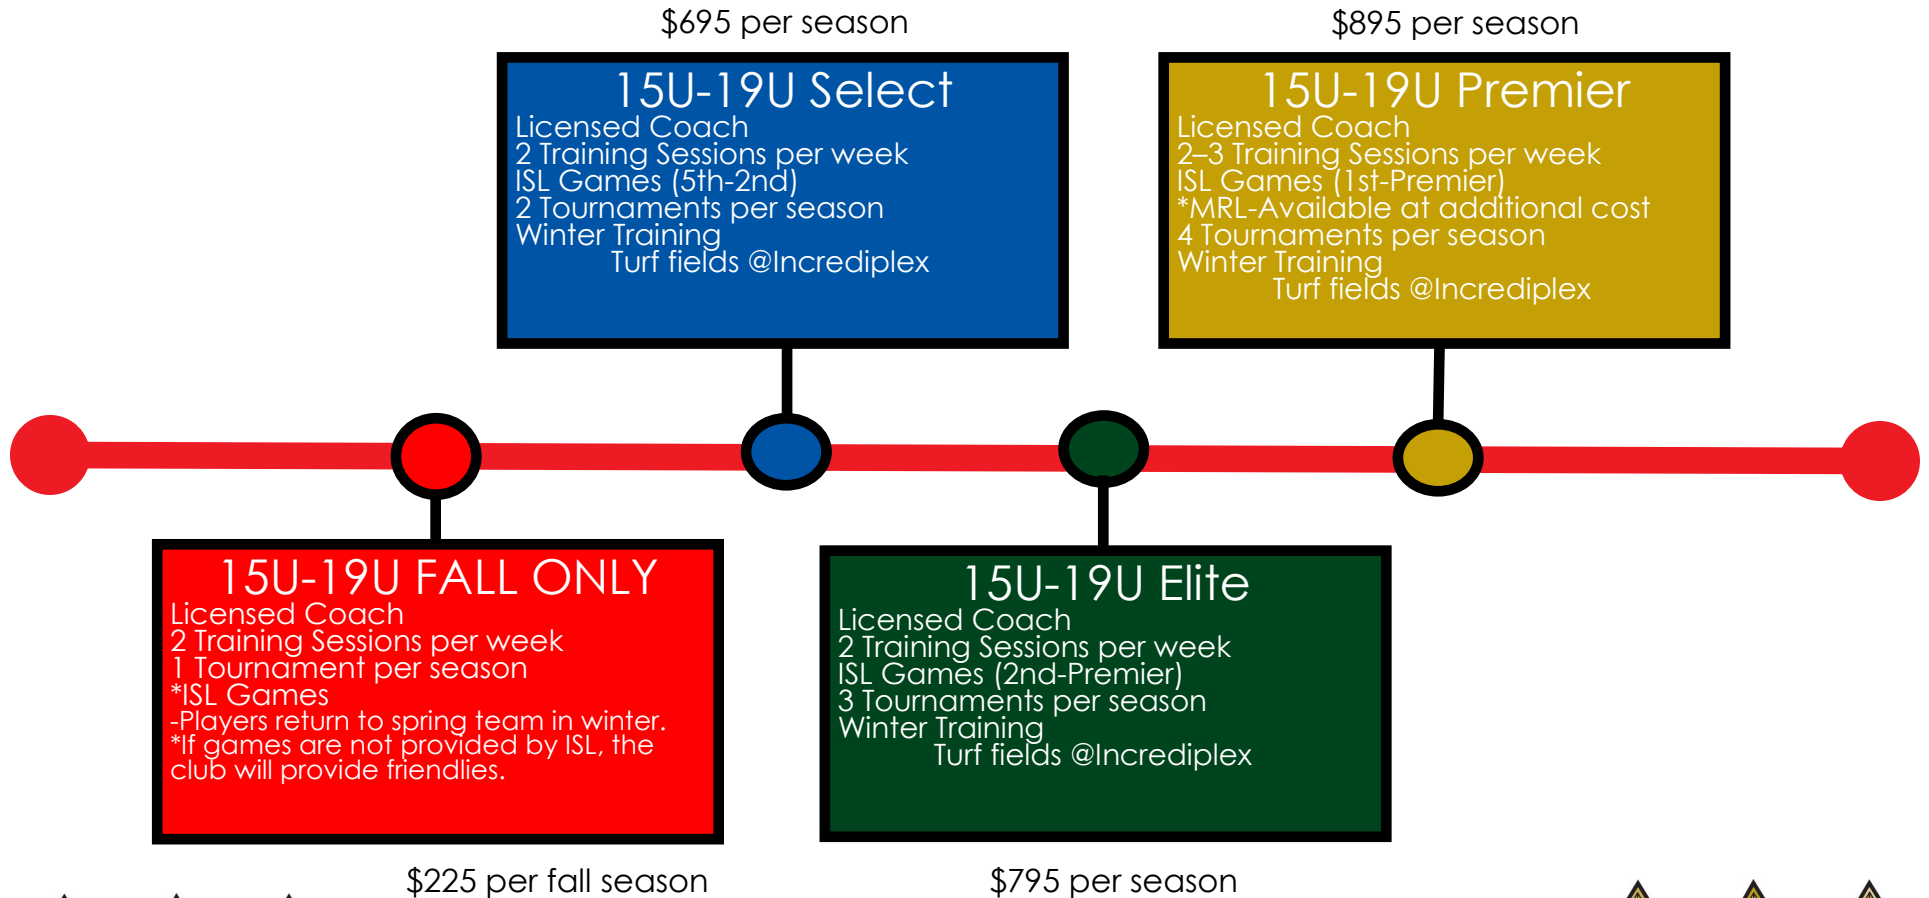 $695 per season
15U-19U Select
Licensed Coach
2 Training Sessions per week
ISL Games (5th-2nd)
2 Tournaments per season
Winter Training
Turf fields @Incrediplex
$895 per season
15U-19U Premier
Licensed Coach
2–3 Training Sessions per week
ISL Games (1st-Premier)
*MRL-Available at additional cost
4 Tournaments per season
Winter Training
Turf fields @Incrediplex
15U-19U FALL ONLY
Licensed Coach
2 Training Sessions per week
1 Tournament per season
*ISL Games
-Players return to spring team in winter.
*If games are not provided by ISL, the
club will provide friendlies.
$225 per fall season
15U-19U Elite
Licensed Coach
2 Training Sessions per week
ISL Games (2nd-Premier)
3 Tournaments per season
Winter Training
Turf fields @Incrediplex
$795 per season